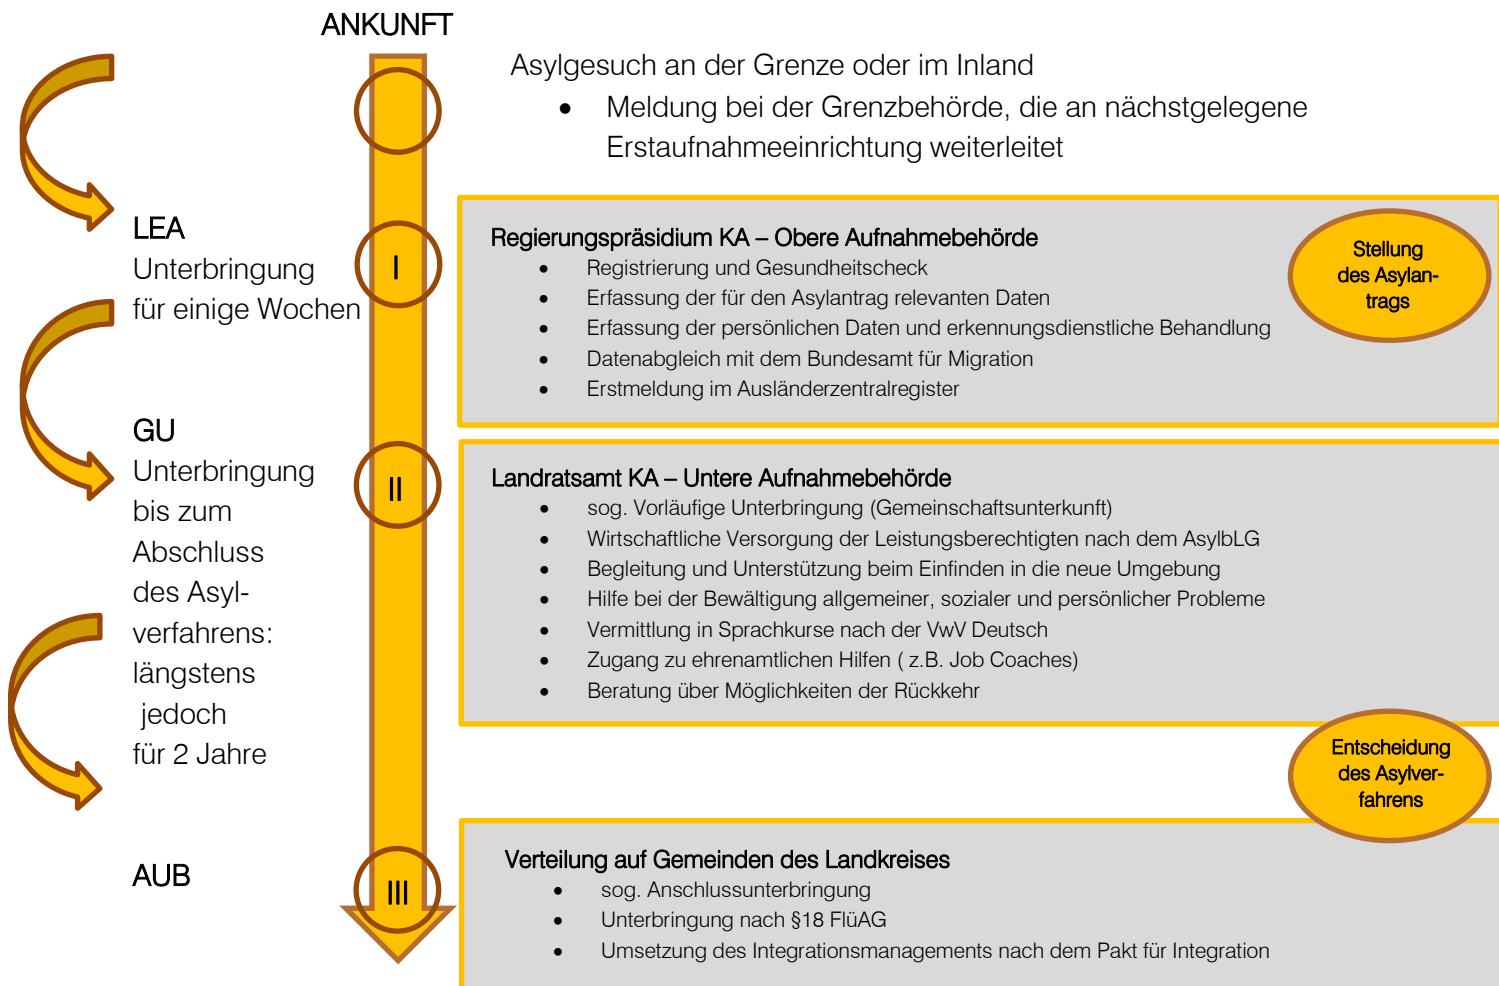 ANKUNFT
Asylgesuch an der Grenze oder im Inland
• Meldung bei der Grenzbehörde, die an nächstgelegene
Erstaufnahmeeinrichtung weiterleitet
LEA
Unterbringung
für einige Wochen
I
Regierungspräsidium KA – Obere Aufnahmebehörde
• Registrierung und Gesundheitscheck
• Erfassung der für den Asylantrag relevanten Daten
• Erfassung der persönlichen Daten und erkennungsdienstliche Behandlung
• Datenabgleich mit dem Bundesamt für Migration
• Erstmeldung im Ausländerzentralregister
Stellung
des Asylan-
trags
GU
Unterbringung
bis zum
Abschluss
des Asyl-
verfahrens:
längstens
jedoch
für 2 Jahre
II
Landratsamt KA – Untere Aufnahmebehörde
• sog. Vorläufige Unterbringung (Gemeinschaftsunterkunft)
• Wirtschaftliche Versorgung der Leistungsberechtigten nach dem AsylbLG
• Begleitung und Unterstützung beim Einfinden in die neue Umgebung
• Hilfe bei der Bewältigung allgemeiner, sozialer und persönlicher Probleme
• Vermittlung in Sprachkurse nach der VwV Deutsch
• Zugang zu ehrenamtlichen Hilfen ( z.B. Job Coaches)
• Beratung über Möglichkeiten der Rückkehr
Entscheidung
des Asylver-
fahrens
AUB
III
Verteilung auf Gemeinden des Landkreises
• sog. Anschlussunterbringung
• Unterbringung nach §18 FlüAG
• Umsetzung des Integrationsmanagements nach dem Pakt für Integration